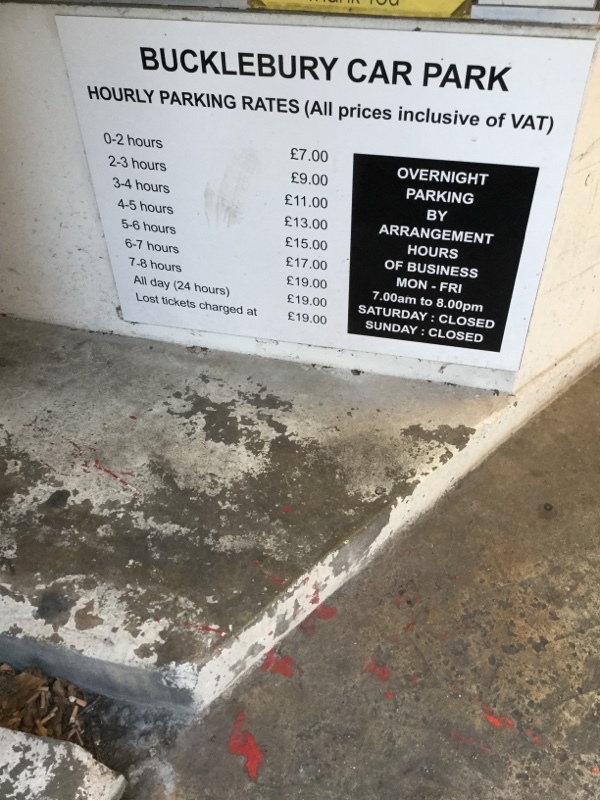 Thank You
BUCKLEBURY CAR PARK
HOURLY PARKING RATES (All prices inclusive of VAT)
0-2 hours £7.00
2-3 hours £9.00
3-4 hours £11.00
4-5 hours £13.00
5-6 hours £15.00
6-7 hours £17.00
7-8 hours £19.00
All day (24 hours) £19.00
Lost tickets charged at £19.00
OVERNIGHT
PARKING
BY
ARRANGEMENT
HOURS
OF BUSINESS
MON - FRI
7.00am to 8.00pm
SATURDAY : CLOSED
SUNDAY : CLOSED